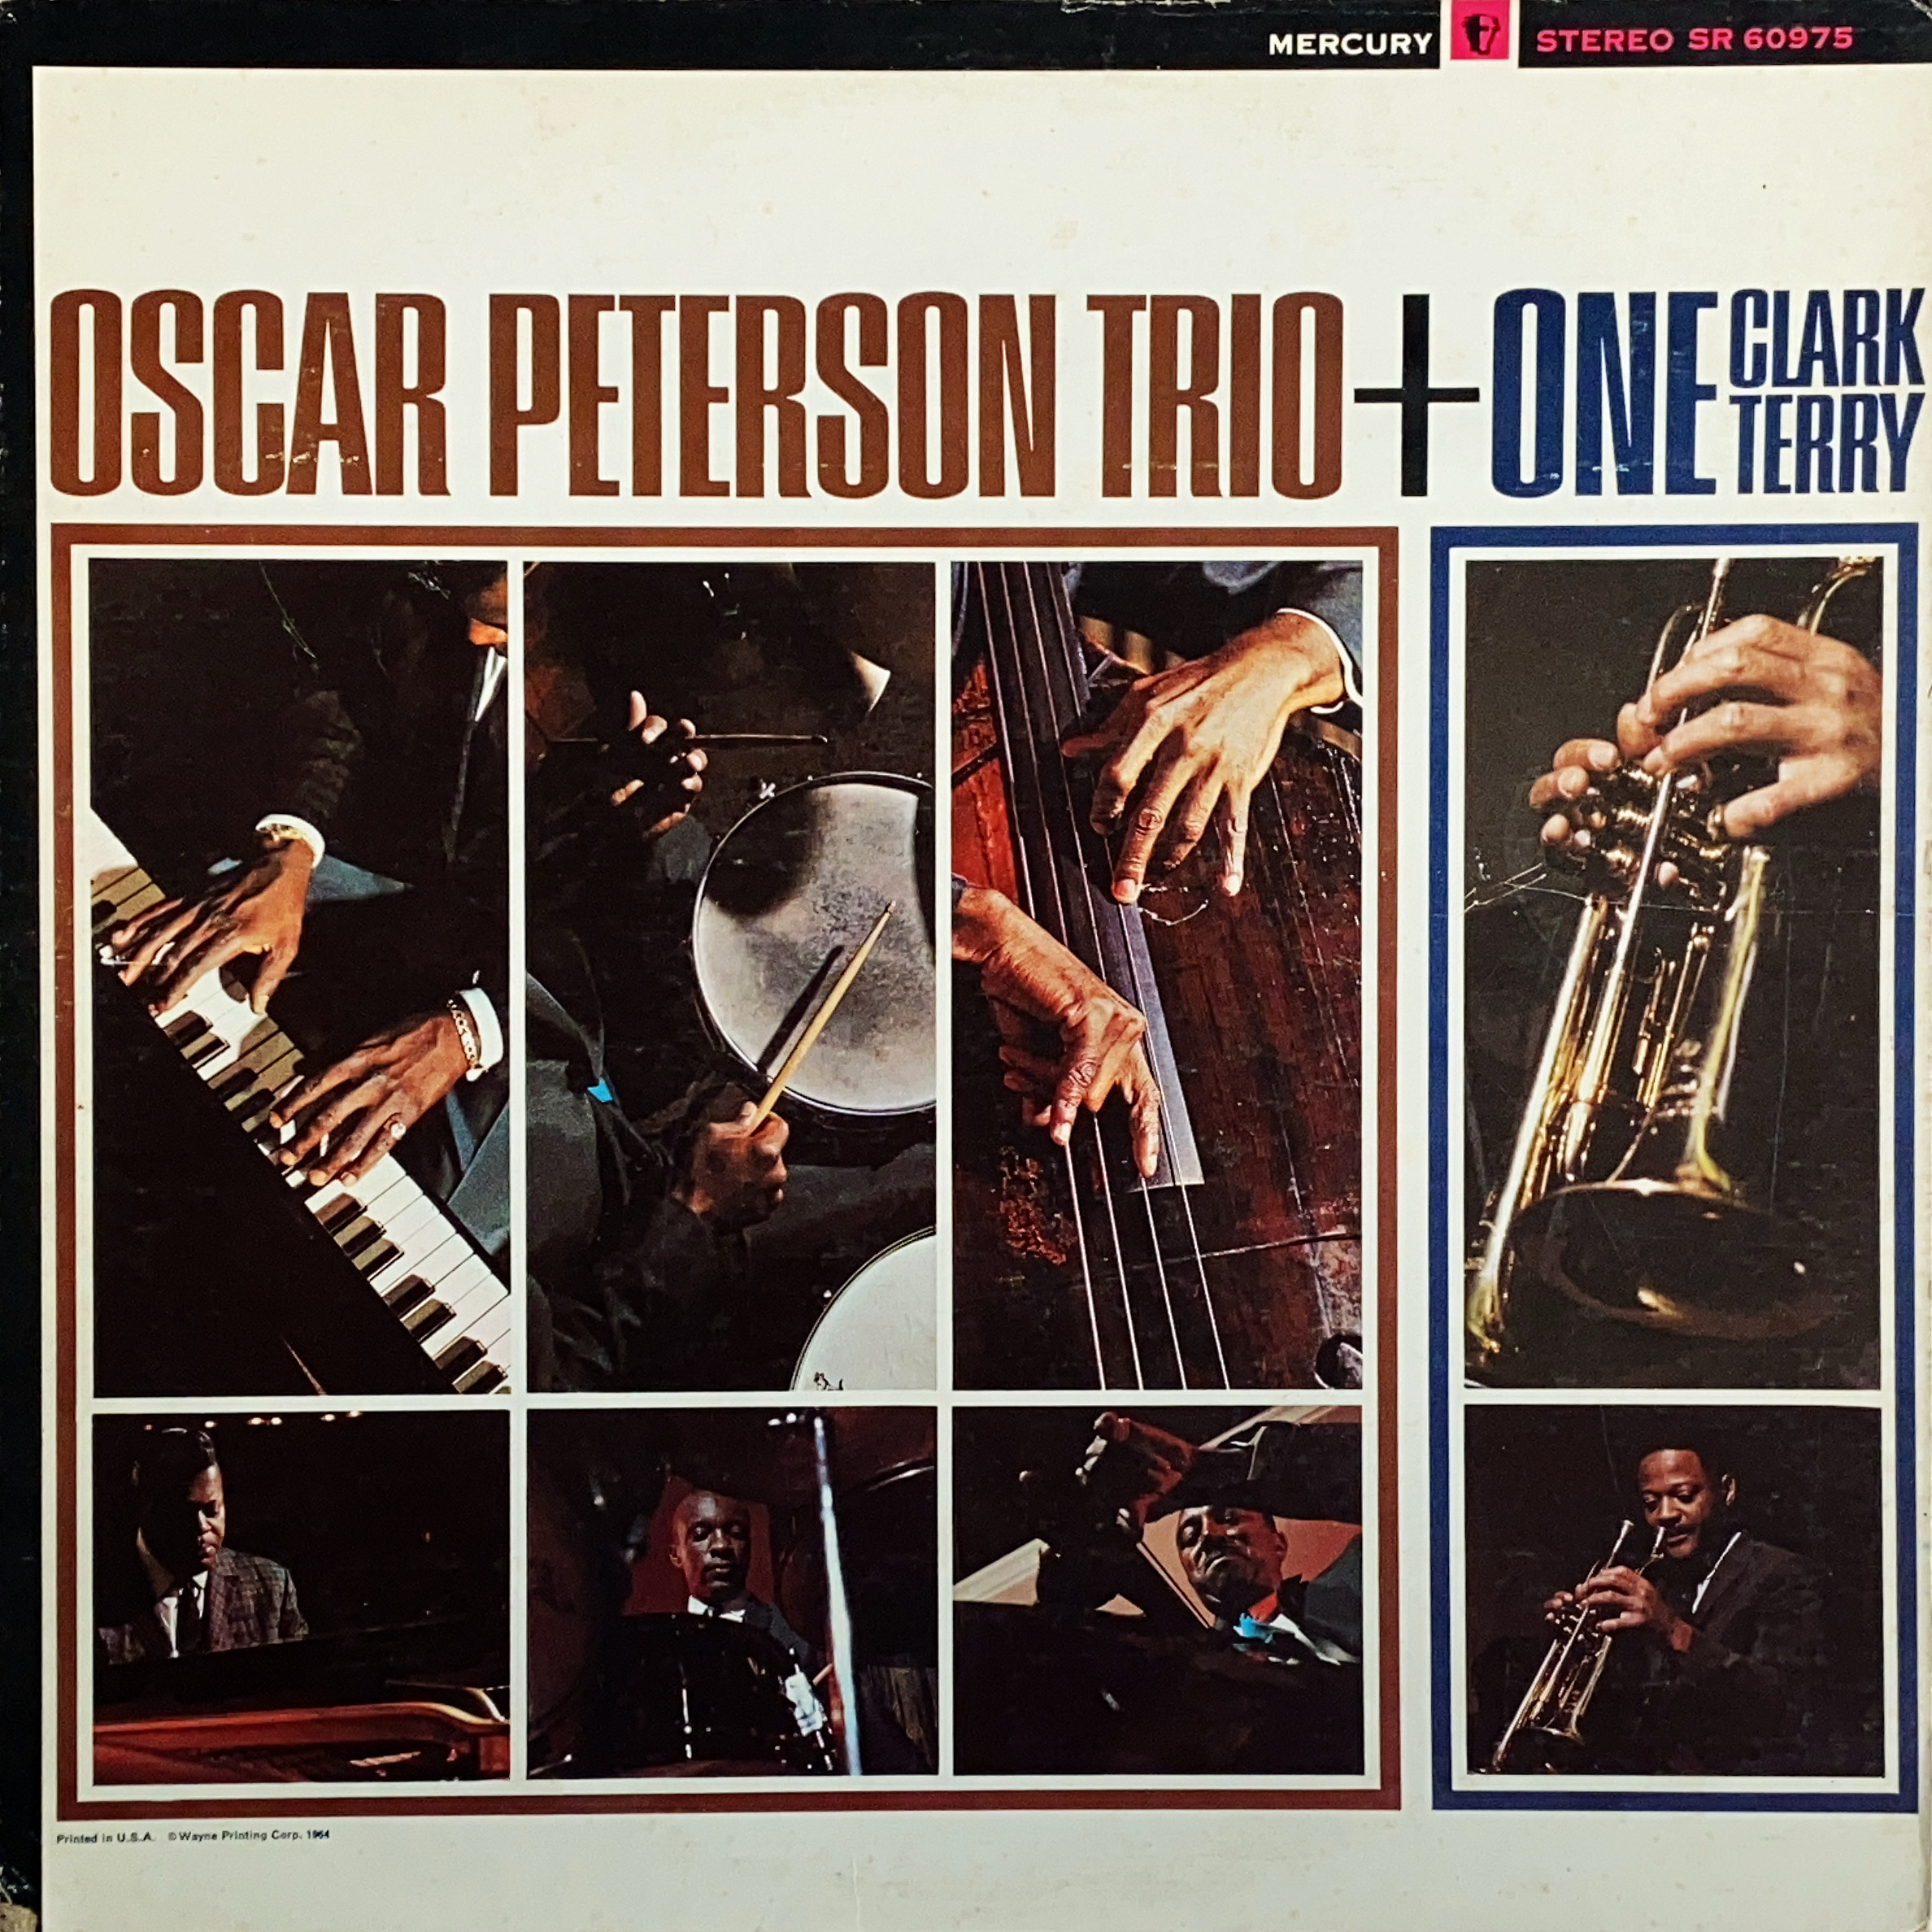 MERCURY STEREO SR 60975
OSCAR PETERSON TRIO + ONE CLARK TERRY
Printed in U.S.A. © Wayne Printing Corp. 1964